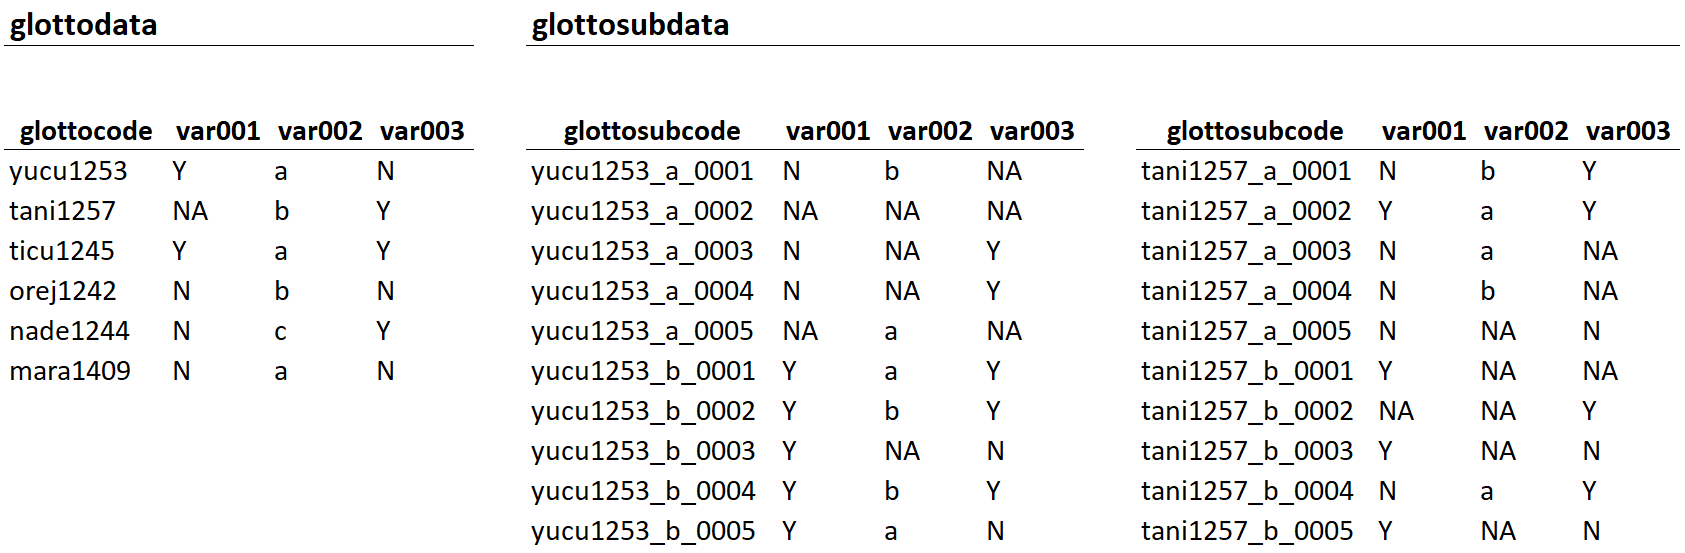 glottodata glottosubdata
glottocode var001 var002 var003 glottosubcode var001 var002 var003 glottosubcode var001 var002 var003
yucu1253 Y a N yucu1253_a_0001 N b NA tani1257_a_0001 N b Y
tani1257 NA b Y yucu1253_a_0002 NA NA NA tani1257_a_0002 Y a Y
ticu1245 Y a Y yucu1253_a_0003 N NA Y tani1257_a_0003 N a NA
orej1242 N b N yucu1253_a_0004 N NA Y tani1257_a_0004 N b NA
nade1244 N c Y yucu1253_a_0005 NA a NA tani1257_a_0005 N NA N
mara1409 N a N yucu1253_b_0001 Y a Y tani1257_b_0001 Y NA NA
yucu1253_b_0002 Y b Y tani1257_b_0002 NA NA Y
yucu1253_b_0003 Y NA N tani1257_b_0003 Y NA N
yucu1253_b_0004 Y b Y tani1257_b_0004 N a Y
yucu1253_b_0005 Y a N tani1257_b_0005 Y NA N